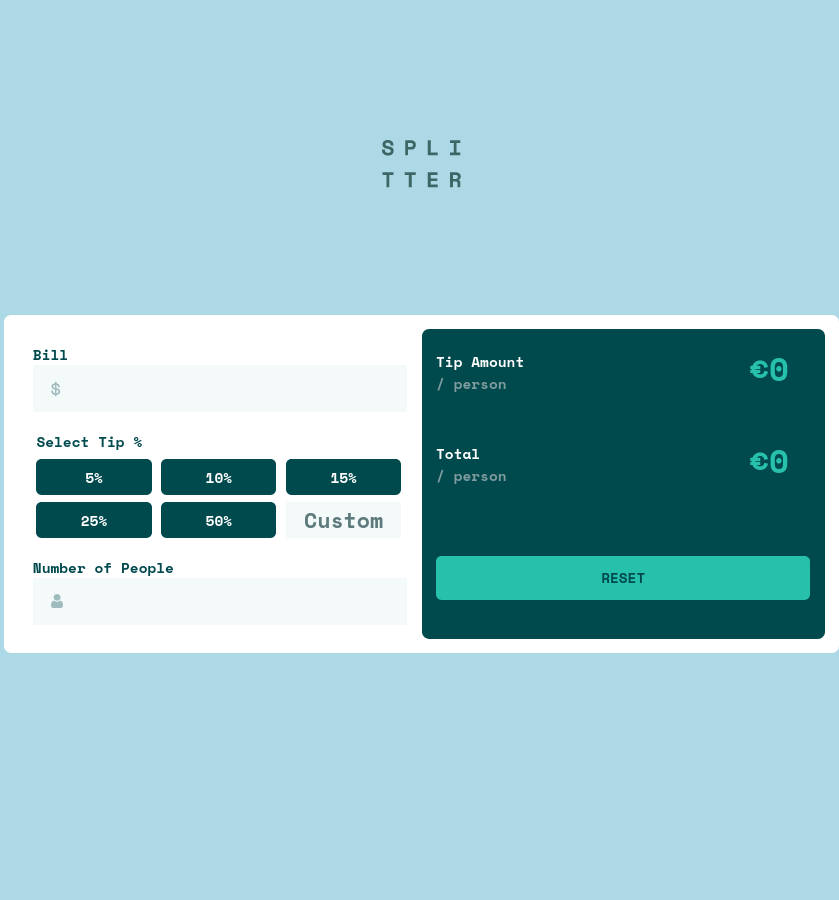 SPLI
TTER
Bill
$
Select Tip %
5% 10% 15%
25% 50% Custom
Number of People
Tip Amount
/ person
€0
Total
/ person
€0
RESET